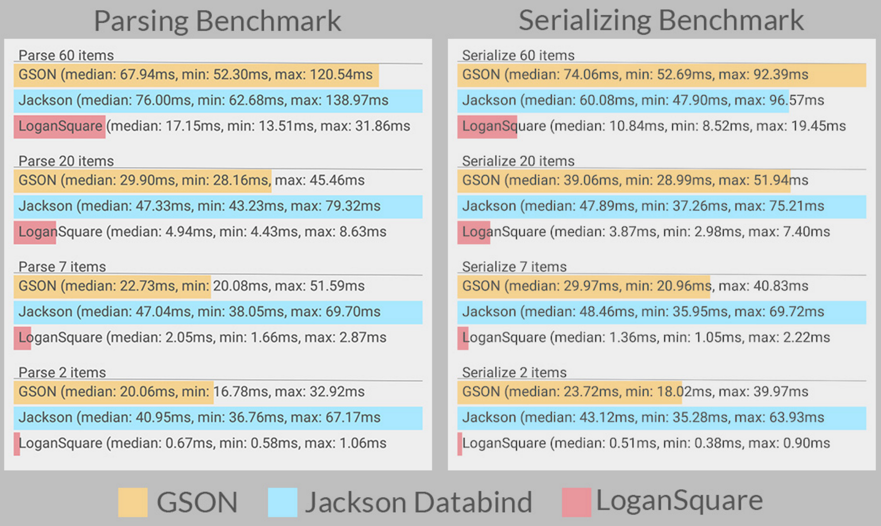 Parsing Benchmark
Parse 60 items
GSON (median: 67.94ms, min: 52.30ms, max: 120.54ms
Jackson (median: 76.00ms, min: 62.68ms, max: 138.97ms
LoganSquare (median: 17.15ms, min: 13.51ms, max: 31.86ms
Parse 20 items
GSON (median: 29.90ms, min: 28.16ms, max: 45.46ms
Jackson (median: 47.33ms, min: 43.23ms, max: 79.32ms
LoganSquare (median: 4.94ms, min: 4.43ms, max: 8.63ms
Parse 7 items
GSON (median: 22.73ms, min: 20.08ms, max: 51.59ms
Jackson (median: 47.04ms, min: 38.05ms, max: 69.70ms
LoganSquare (median: 2.05ms, min: 1.66ms, max: 2.87ms
Parse 2 items
GSON (median: 20.06ms, min: 16.78ms, max: 32.92ms
Jackson (median: 40.95ms, min: 36.76ms, max: 67.17ms
LoganSquare (median: 0.67ms, min: 0.58ms, max: 1.06ms
Serializing Benchmark
Serialize 60 items
GSON (median: 74.06ms, min: 52.69ms, max: 92.39ms
Jackson (median: 60.08ms, min: 47.90ms, max: 96.57ms
LoganSquare (median: 10.84ms, min: 8.52ms, max: 19.45ms
Serialize 20 items
GSON (median: 39.06ms, min: 28.99ms, max: 51.94ms
Jackson (median: 47.89ms, min: 37.26ms, max: 75.21ms
LoganSquare (median: 3.87ms, min: 2.98ms, max: 7.40ms
Serialize 7 items
GSON (median: 29.97ms, min: 20.96ms, max: 40.83ms
Jackson (median: 48.46ms, min: 35.95ms, max: 69.72ms
LoganSquare (median: 1.36ms, min: 1.05ms, max: 2.22ms
Serialize 2 items
GSON (median: 23.72ms, min: 18.02ms, max: 39.97ms
Jackson (median: 43.12ms, min: 35.28ms, max: 63.93ms
LoganSquare (median: 0.51ms, min: 0.38ms, max: 0.90ms
GSON
Jackson Databind
LoganSquare